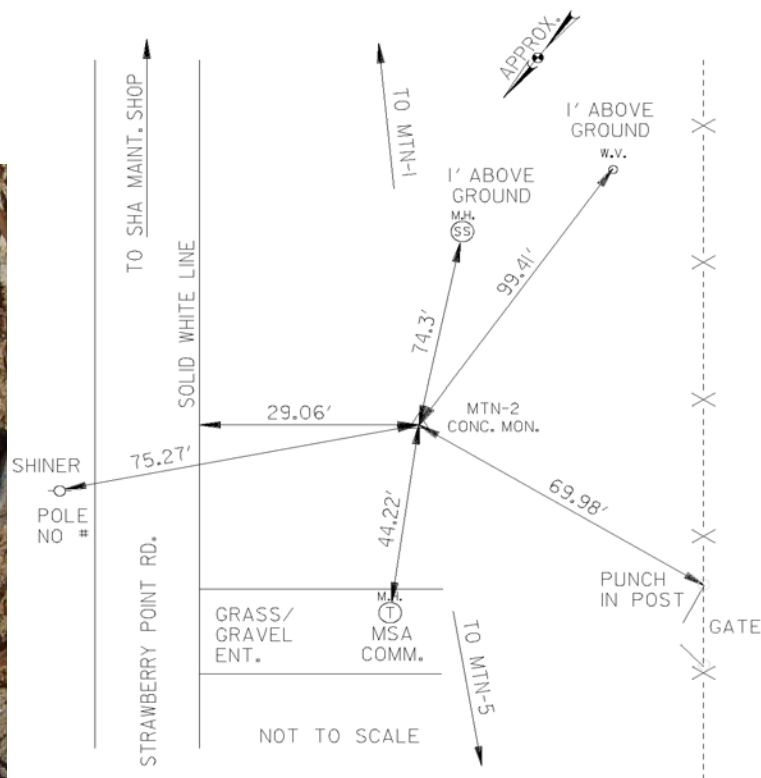 APPROX.
TO SHA MAINT. SHOP
TO MTN-1
1' ABOVE
GROUND
W.V.
1' ABOVE
GROUND
M.H.
SS
SOLID WHITE LINE
99.41'
74.3'
29.06'
MTN-2
CONC. MON.
75.27'
SHINER
POLE
NO #
69.98'
44.22'
PUNCH
IN POST
GATE
M.H.
T
MSA
COMM.
GRASS/
GRAVEL
ENT.
STRAWBERRY POINT RD.
TO MTN-5
NOT TO SCALE